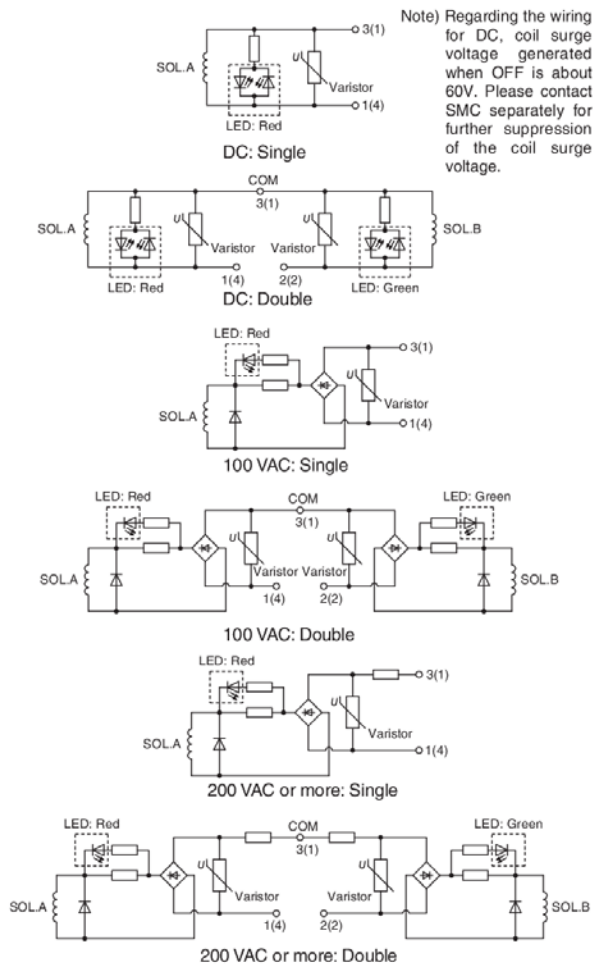 Note) Regarding the wiring
for DC, coil surge
voltage generated
when OFF is about
60V. Please contact
SMC separately for
further suppression
of the coil surge
voltage.
3(1)
SOL.A
U
Varistor
1(4)
LED: Red
DC: Single
COM
3(1)
SOL.A
U
Varistor
U
Varistor
SOL.B
1(4)
2(2)
LED: Red
LED: Green
DC: Double
LED: Red
3(1)
U
Varistor
SOL.A
1(4)
100 VAC: Single
LED: Red
COM
LED: Green
3(1)
U
U
SOL.A
Varistor
Varistor
SOL.B
1(4)
2(2)
100 VAC: Double
LED: Red
3(1)
U
Varistor
SOL.A
1(4)
200 VAC or more: Single
LED: Red
COM
LED: Green
3(1)
U
U
Varistor
Varistor
SOL.A
SOL.B
1(4)
2(2)
200 VAC or more: Double